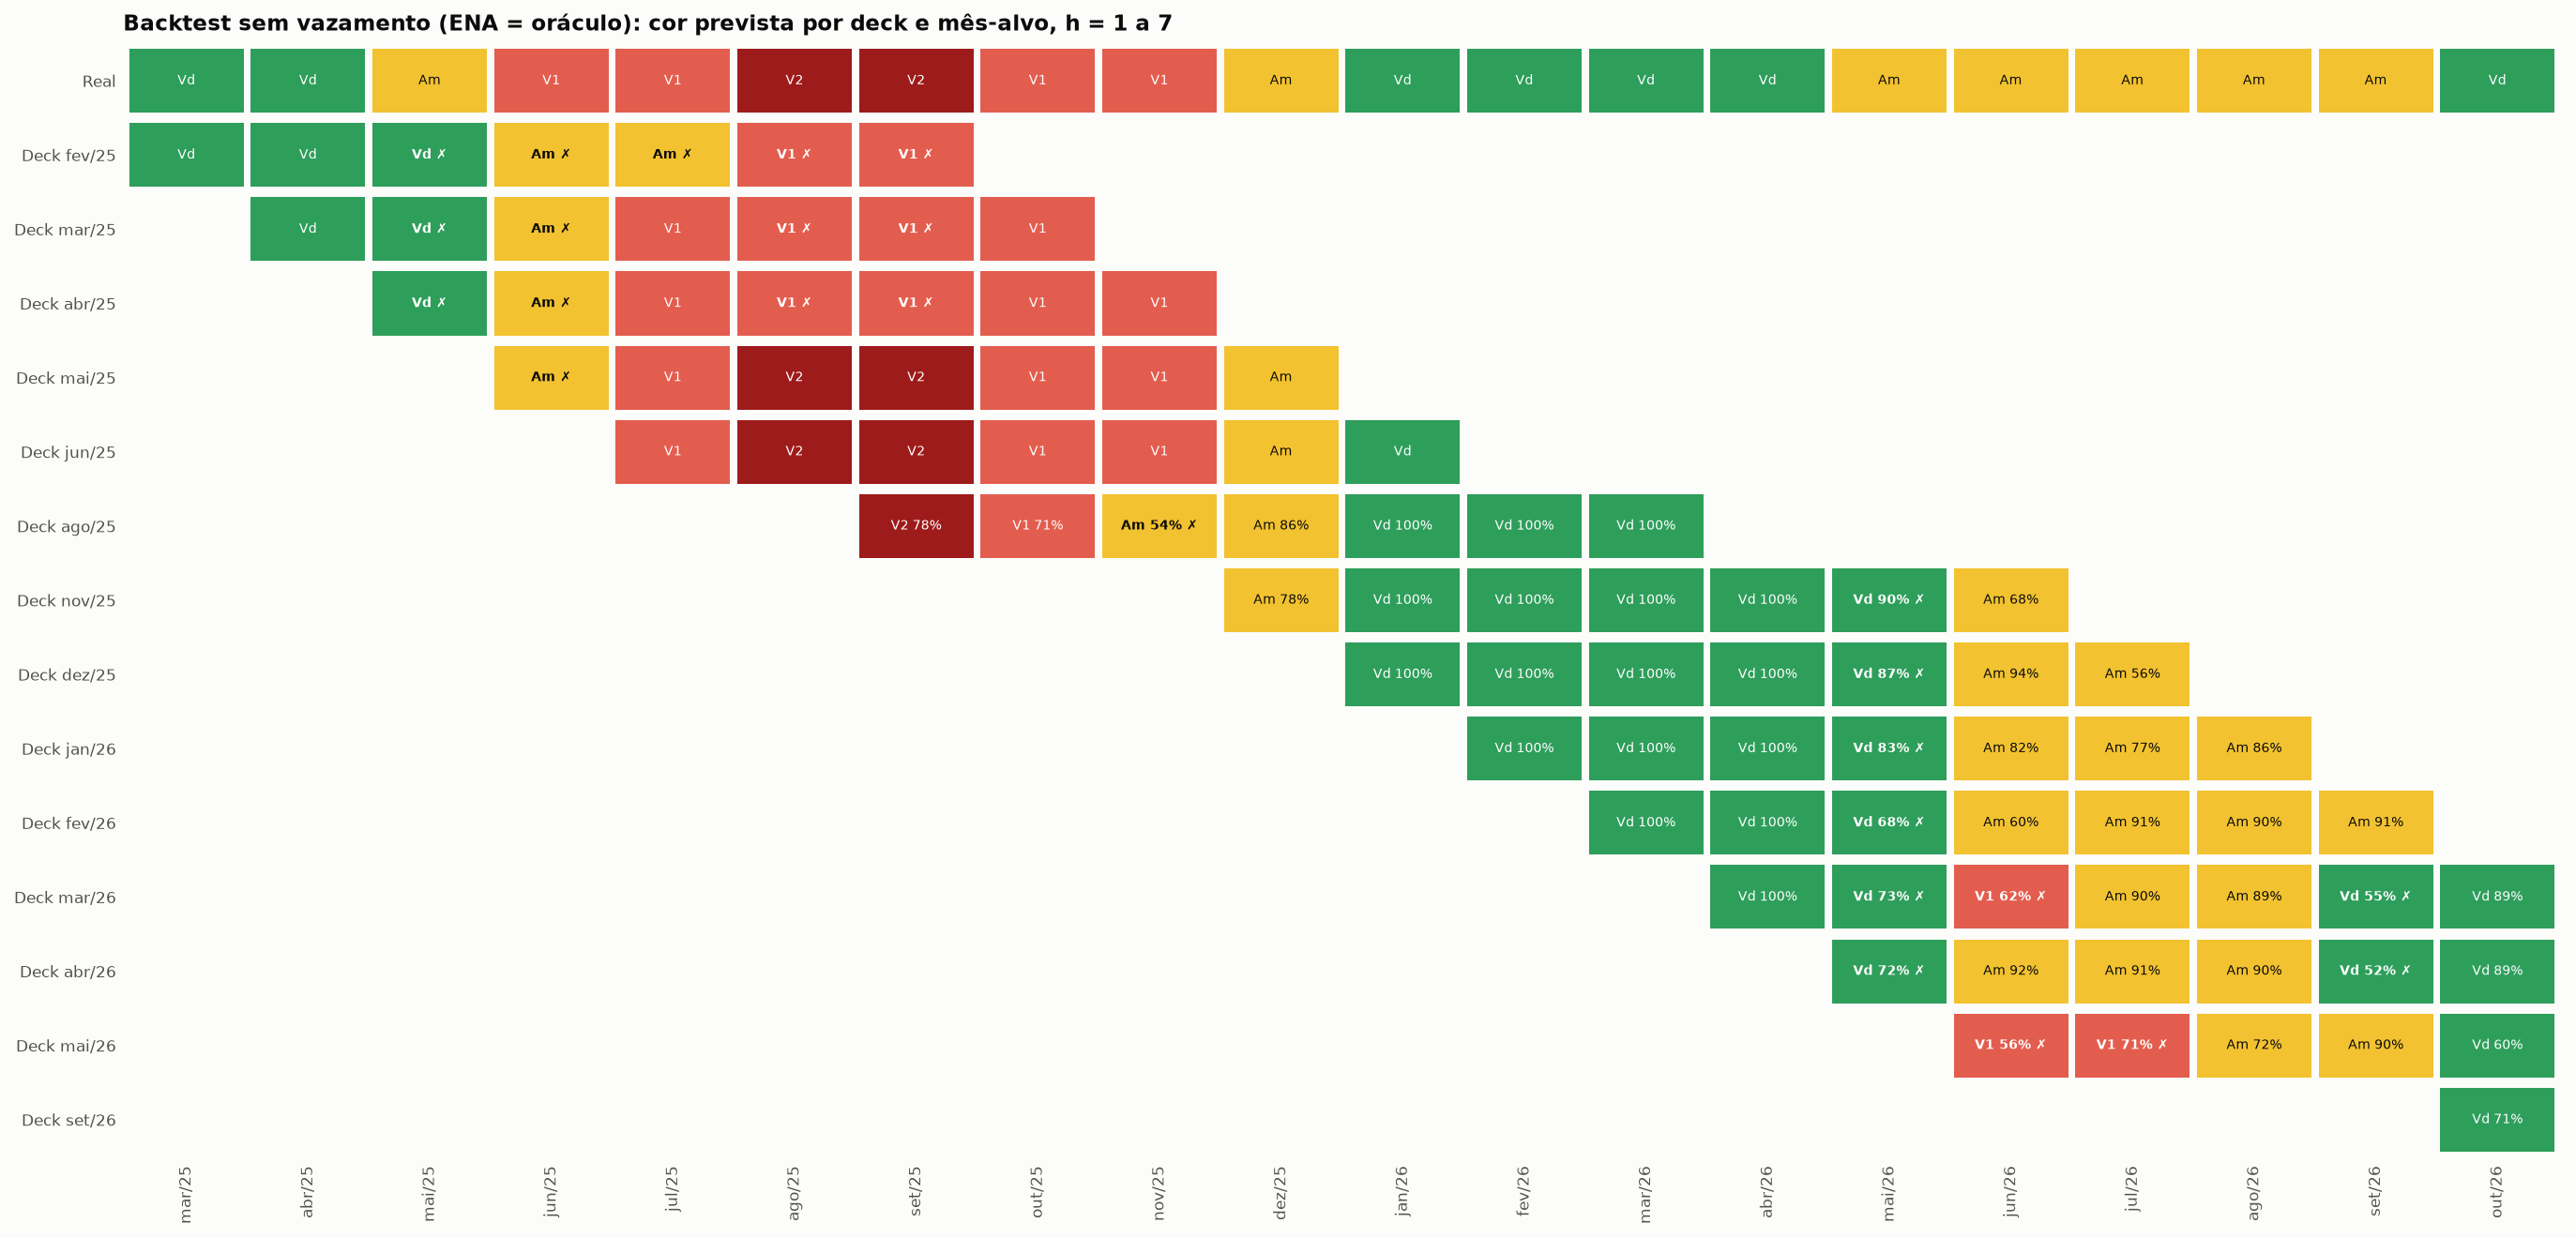 Backtest sem vazamento (ENA = oráculo): cor prevista por deck e mês-alvo, h = 1 a 7
Real Vd Vd Am V1 V1 V2 V2 V1 V1 Am Vd Vd Vd Vd Am Am Am Am Am Vd
Deck fev/25 Vd Vd Vd ✗ Am ✗ Am ✗ V1 ✗ V1 ✗
Deck mar/25 Vd Vd ✗ Am ✗ V1 V1 ✗ V1 ✗ V1
Deck abr/25 Vd ✗ Am ✗ V1 V1 ✗ V1 ✗ V1 V1
Deck mai/25 Am ✗ V1 V2 V2 V1 V1 Am
Deck jun/25 V1 V2 V2 V1 V1 Am Vd
Deck ago/25 V2 78% V1 71% Am 54% ✗ Am 86% Vd 100% Vd 100% Vd 100%
Deck nov/25 Am 78% Vd 100% Vd 100% Vd 100% Vd 100% Vd 90% ✗ Am 68%
Deck dez/25 Vd 100% Vd 100% Vd 100% Vd 100% Vd 87% ✗ Am 94% Am 56%
Deck jan/26 Vd 100% Vd 100% Vd 100% Vd 83% ✗ Am 82% Am 77% Am 86%
Deck fev/26 Vd 100% Vd 100% Vd 68% ✗ Am 60% Am 91% Am 90% Am 91%
Deck mar/26 Vd 100% Vd 73% ✗ V1 62% ✗ Am 90% Am 89% Vd 55% ✗ Vd 89%
Deck abr/26 Vd 72% ✗ Am 92% Am 91% Am 90% Vd 52% ✗ Vd 89%
Deck mai/26 V1 56% ✗ V1 71% ✗ Am 72% Am 90% Vd 60%
Deck set/26 Vd 71%
mar/25 abr/25 mai/25 jun/25 jul/25 ago/25 set/25 out/25 nov/25 dez/25 jan/26 fev/26 mar/26 abr/26 mai/26 jun/26 jul/26 ago/26 set/26 out/26